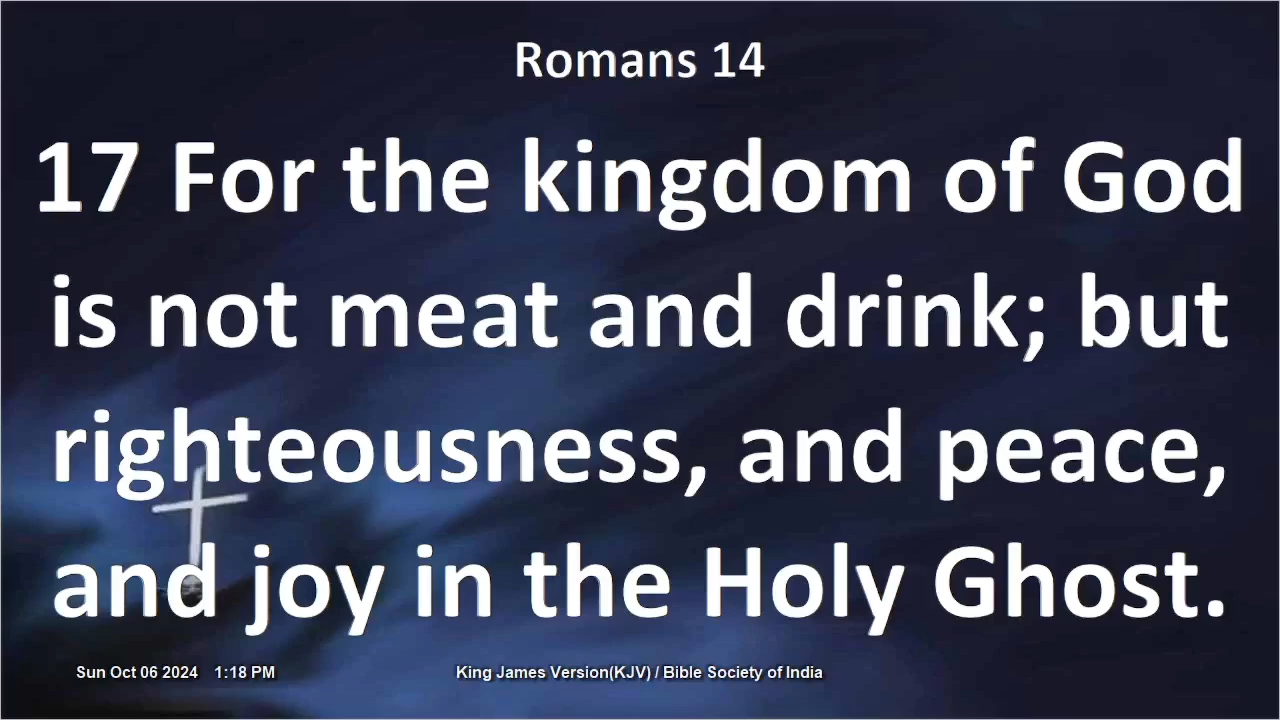 Romans 14
17 For the kingdom of God
is not meat and drink; but
righteousness, and peace,
and joy in the Holy Ghost.
Sun Oct 06 2024 1:18 PM King James Version(KJV) / Bible Society of India